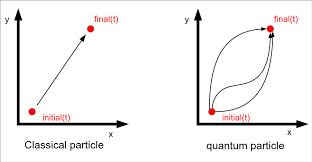 y
final(t)
initial(t)
x
Classical particle
y
final(t)
initial(t)
x
quantum particle